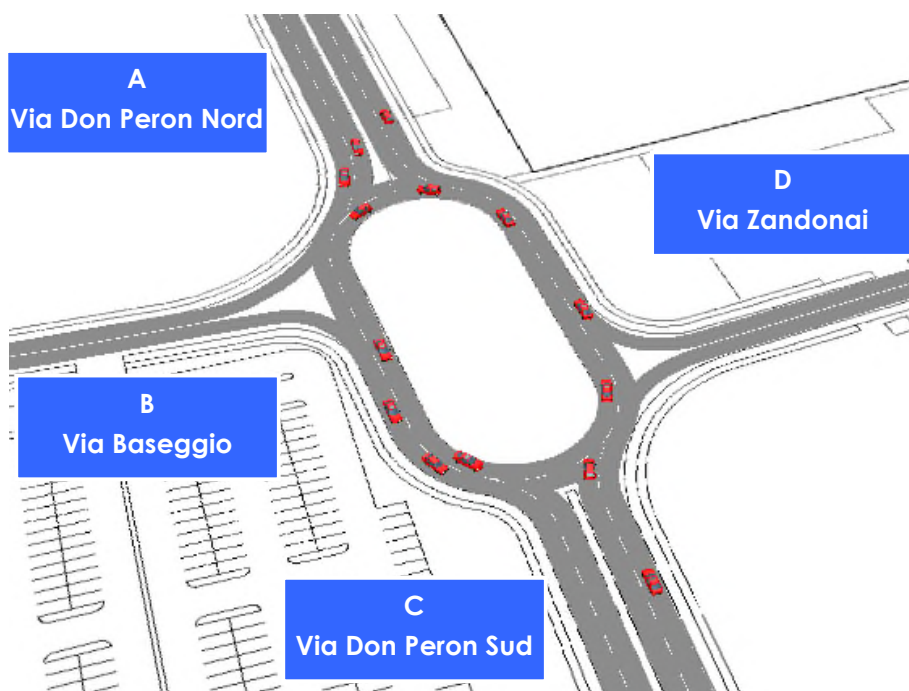 A
Via Don Peron Nord
D
Via Zandonai
B
Via Baseggio
C
Via Don Peron Sud